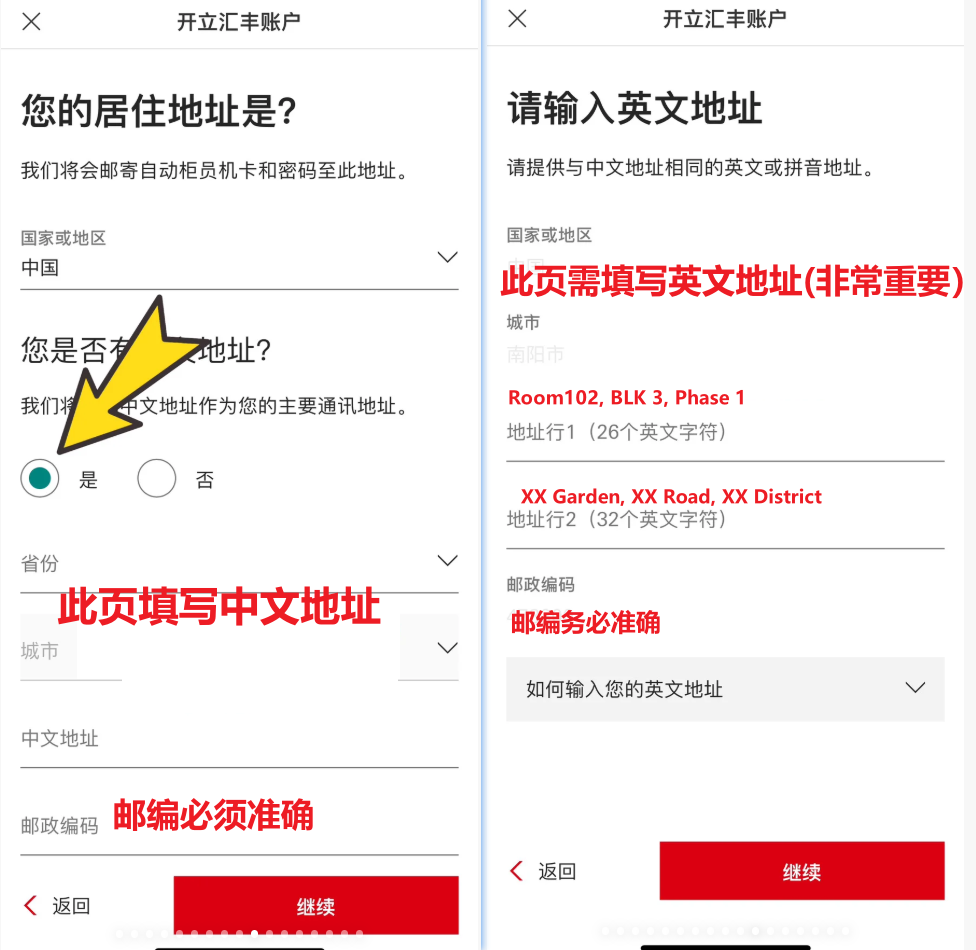 开立汇丰账户
您的居住地址是?
我们将会邮寄自动柜员机卡和密码至此地址。
国家或地区
中国
您是否有 地址?
我们将 中文地址作为您的主要通讯地址。
是
否
省份
此页填写中文地址
城市
中文地址
邮政编码
邮编必须准确
返回
继续
开立汇丰账户
请输入英文地址
请提供与中文地址相同的英文或拼音地址。
国家或地区
此页需填写英文地址(非常重要)
城市
南阳市
Room102, BLK 3, Phase 1
地址行1（26个英文字符）
XX Garden, XX Road, XX District
地址行2（32个英文字符）
邮政编码
邮编务必准确
如何输入您的英文地址
返回
继续